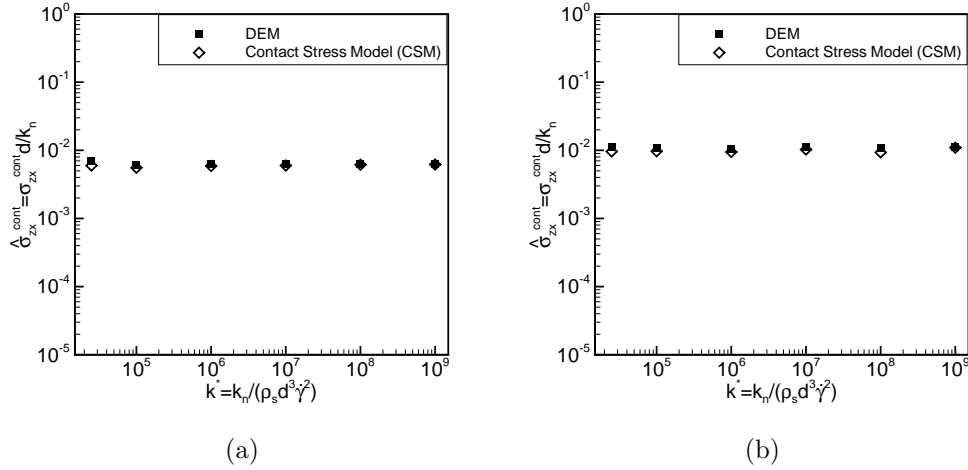 DEM
Contact Stress Model (CSM)
10^0
10^-1
10^-2
10^-3
10^-4
10^-5
σ̂_zx^cont=σ_zx^cont d/k_n
10^5 10^6 10^7 10^8 10^9
k^*=k_n/(ρ_s d^3 γ̇^2)
(a)
DEM
Contact Stress Model (CSM)
10^0
10^-1
10^-2
10^-3
10^-4
10^-5
σ̂_zx^cont=σ_zx^cont d/k_n
10^5 10^6 10^7 10^8 10^9
k^*=k_n/(ρ_s d^3 γ̇^2)
(b)